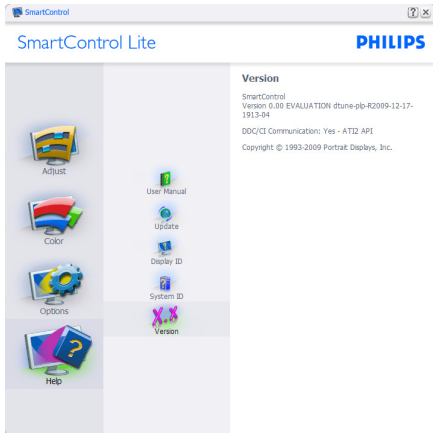 SmartControl
SmartControl Lite
PHILIPS
Adjust
Color
Options
Help
User Manual
Update
Display ID
System ID
X.x
Version
Version
SmartControl
Version 0.00 EVALUATION dtune-plp-R2009-12-17-
1913-04
DDC/CI Communication: Yes - ATI2 API
Copyright © 1993-2009 Portrait Displays, Inc.